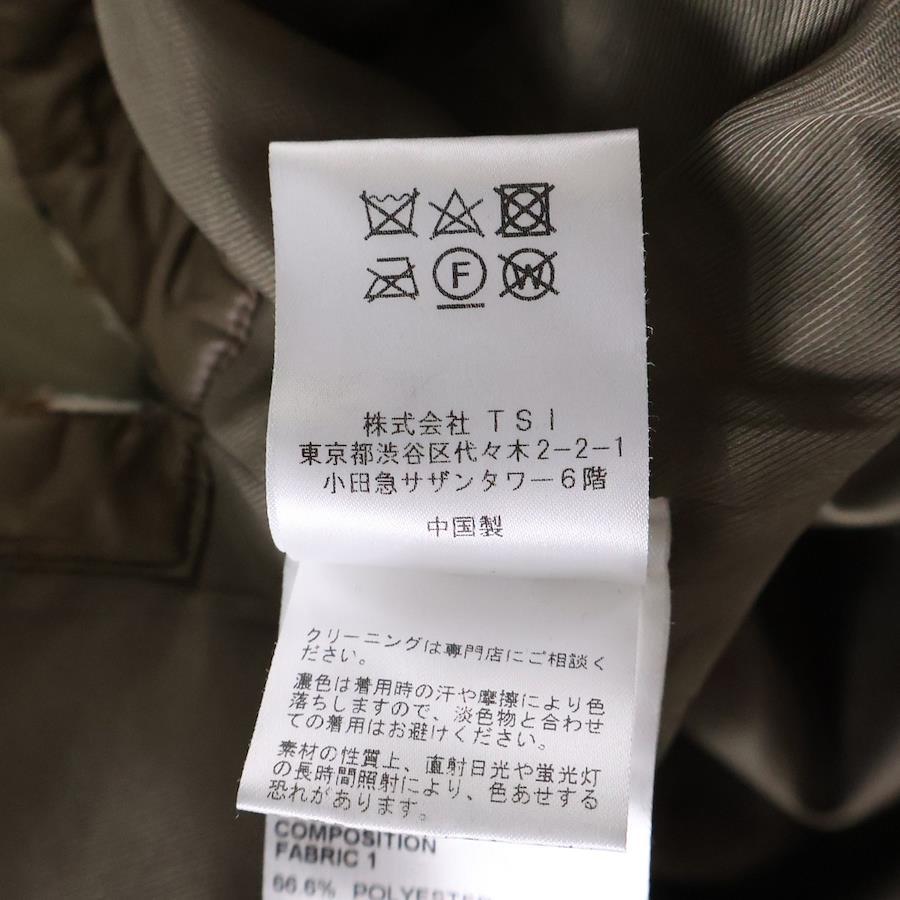 F W
株式会社 TSI
東京都渋谷区代々木2-2-1
小田急サザンタワー6階
中国製
クリーニングは専門店にご相談く
ださい。
濃色は着用時の汗や摩擦により色
落ちしますので、淡色物と合わせ
ての着用はお避けください。
素材の性質上、直射日光や蛍光灯
の長時間照射により、色あせする
恐れがあります。
COMPOSITION
FABRIC 1
66.6% POLYESTER